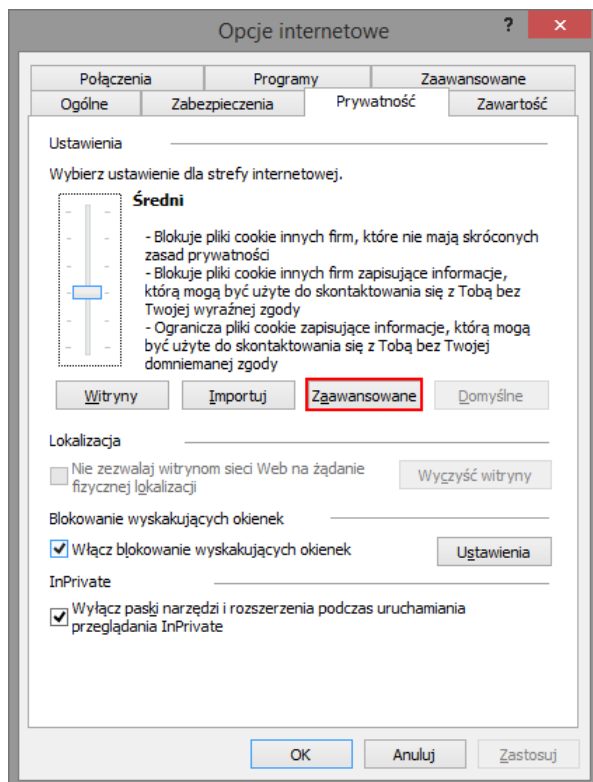 Opcje internetowe
?
×
Połączenia
Programy
Zaawansowane
Ogólne
Zabezpieczenia
Prywatność
Zawartość
Ustawienia
Wybierz ustawienie dla strefy internetowej.
Średni
- Blokuje pliki cookie innych firm, które nie mają skróconych
zasad prywatności
- Blokuje pliki cookie innych firm zapisujące informacje,
którą mogą być użyte do skontaktowania się z Tobą bez
Twojej wyraźnej zgody
- Ogranicza pliki cookie zapisujące informacje, którą mogą
być użyte do skontaktowania się z Tobą bez Twojej
domniemanej zgody
Witryny
Importuj
Zaawansowane
Domyślne
Lokalizacja
Nie zezwalaj witrynom sieci Web na żądanie
fizycznej lokalizacji
Wyczyść witryny
Blokowanie wyskakujących okienek
Włącz blokowanie wyskakujących okienek
Ustawienia
InPrivate
Wyłącz paski narzędzi i rozszerzenia podczas uruchamiania
przeglądania InPrivate
OK
Anuluj
Zastosuj